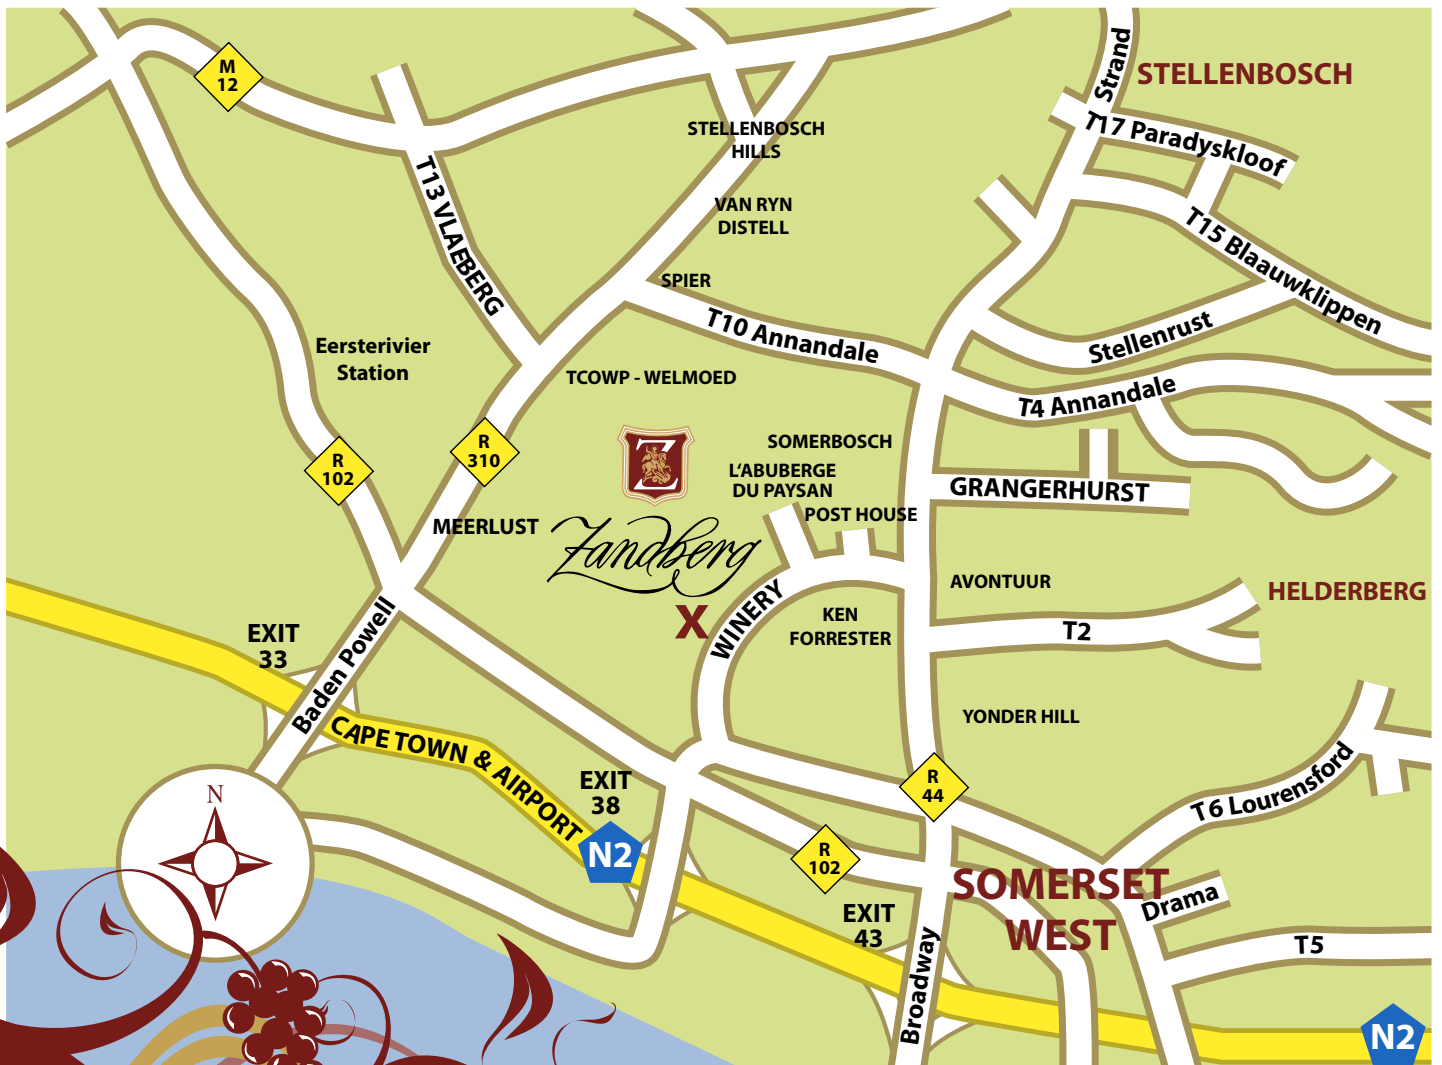 M
12
Strand
STELLENBOSCH
T17 Paradyskloof
STELLENBOSCH
HILLS
T13 VLAEBERG
VAN RYN
DISTELL
T15 Blaauwklippen
SPIER
T10 Annandale
Stellenrust
Eersterivier
Station
TCOWP - WELMOED
T4 Annandale
R
310
R
102
Z
SOMERBOSCH
L'ABUBERGE
DU PAYSAN
GRANGERHURST
POST HOUSE
MEERLUST
Zandberg
AVONTUUR
HELDERBERG
X
WINERY
KEN
FORRESTER
T2
EXIT
33
Baden Powell
CAPE TOWN & AIRPORT
YONDER HILL
EXIT
38
R
44
T6 Lourensford
N
N2
R
102
SOMERSET
WEST
Drama
EXIT
43
T5
Broadway
N2